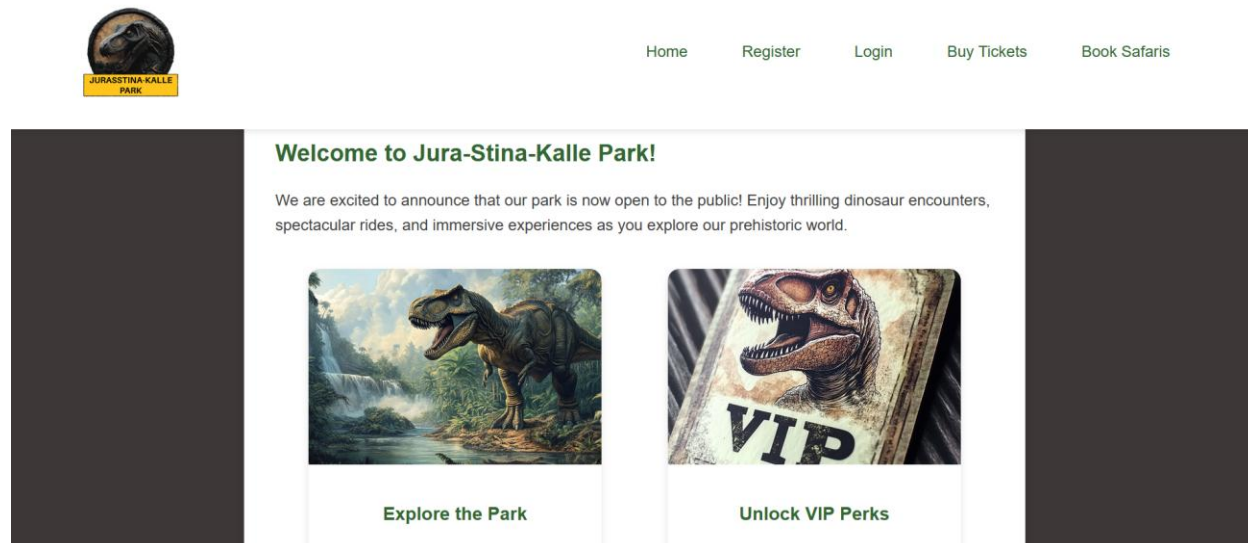 JURASSTINA-KALLE
PARK
Home Register Login Buy Tickets Book Safaris
Welcome to Jura-Stina-Kalle Park!
We are excited to announce that our park is now open to the public! Enjoy thrilling dinosaur encounters,
spectacular rides, and immersive experiences as you explore our prehistoric world.
VIP
Explore the Park
Unlock VIP Perks